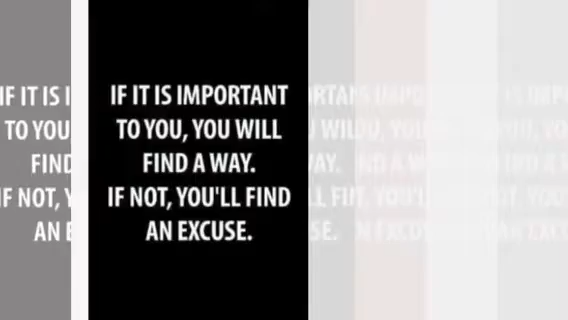 IF IT IS IMPORTANT
TO YOU, YOU WILL
FIND A WAY.
IF NOT, YOU'LL FIND
AN EXCUSE.